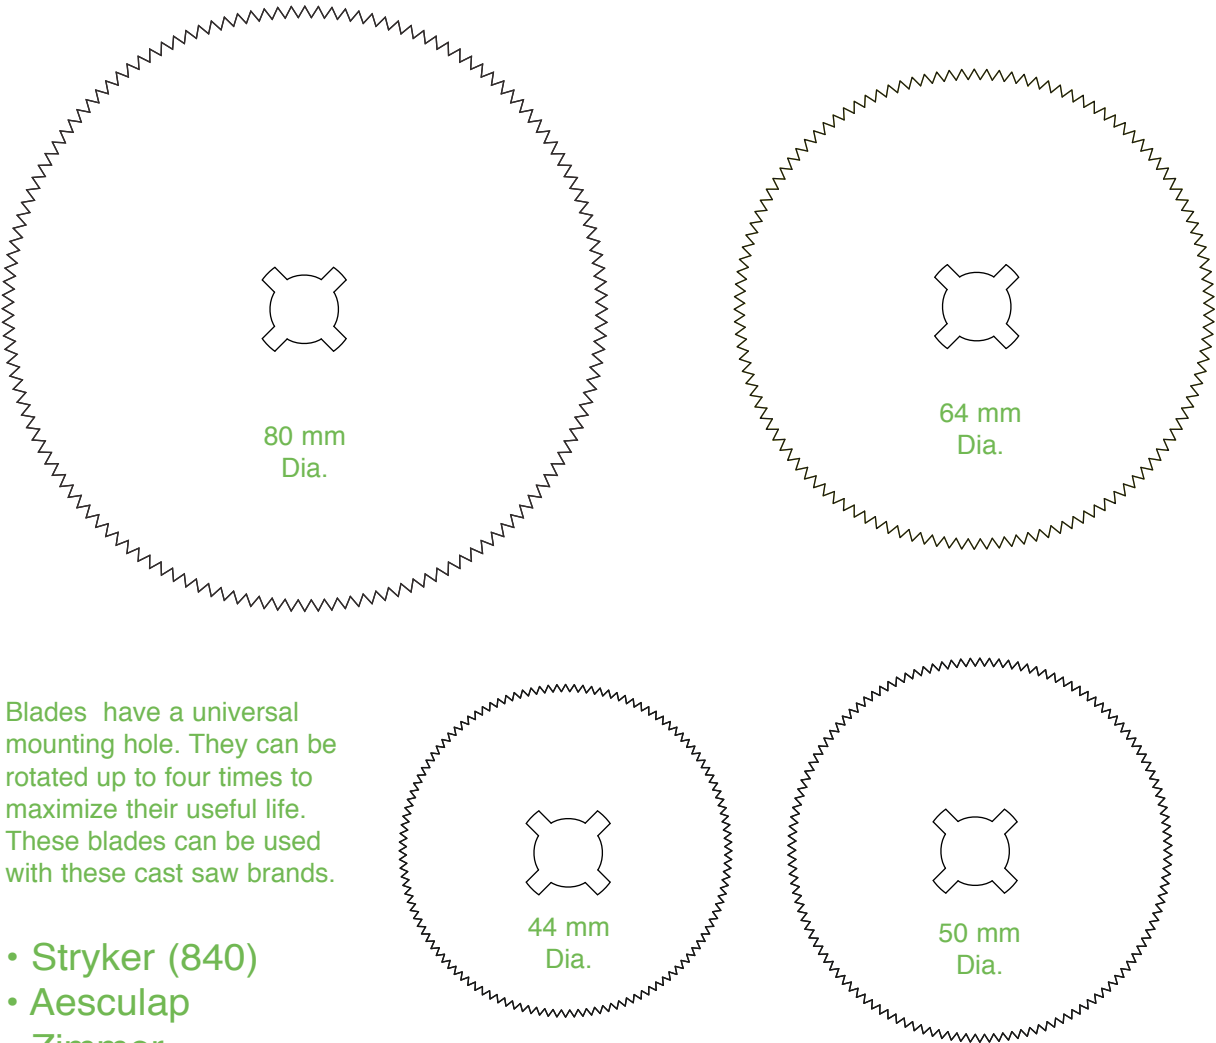 80 mm
Dia.
64 mm
Dia.
Blades  have a universal
mounting hole. They can be
rotated up to four times to
maximize their useful life.
These blades can be used
with these cast saw brands.
• Stryker (840)
• Aesculap
Zimmer
44 mm
Dia.
50 mm
Dia.